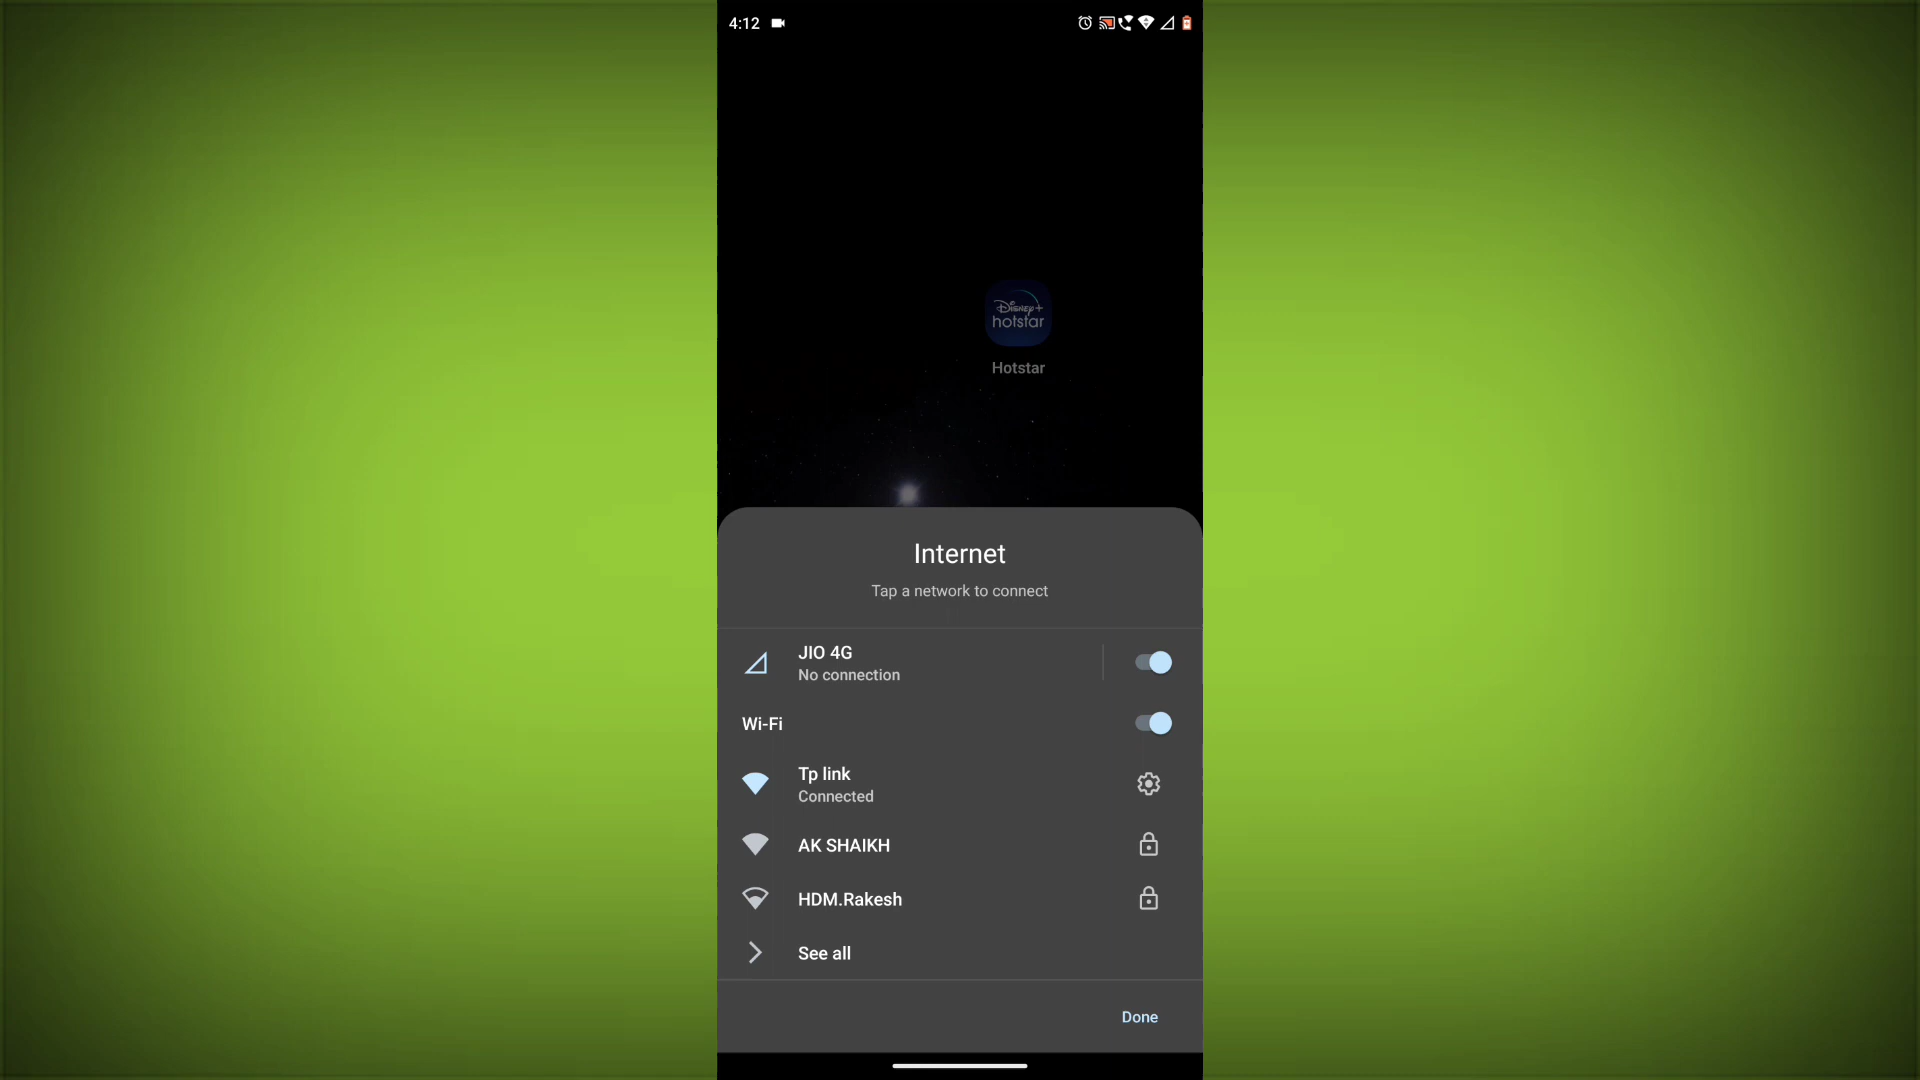 4:12
Disney+
hotstar
Hotstar
Internet
Tap a network to connect
JIO 4G
No connection
Wi-Fi
Tp link
Connected
AK SHAIKH
HDM.Rakesh
See all
Done